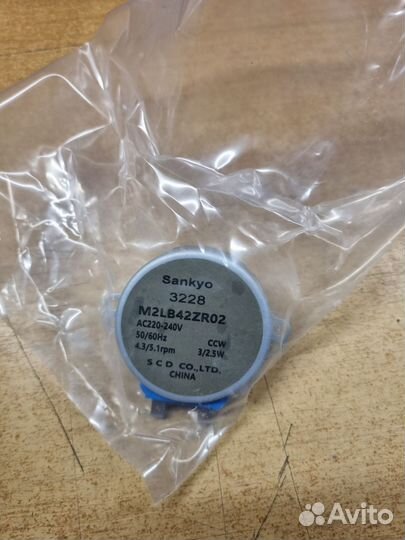 Sankyo
3228
M2LB42ZR02
AC220-240V
50/60Hz CCW
4.3/5.1rpm 3/2.5W
S C D CO.,LTD.
CHINA
Avito